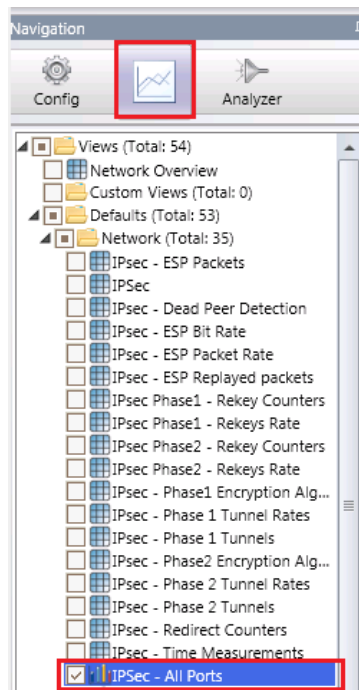 Navigation
Config
Analyzer
Views (Total: 54)
Network Overview
Custom Views (Total: 0)
Defaults (Total: 53)
Network (Total: 35)
IPsec - ESP Packets
IPSec
IPsec - Dead Peer Detection
IPsec - ESP Bit Rate
IPsec - ESP Packet Rate
IPsec - ESP Replayed packets
IPsec Phase1 - Rekey Counters
IPsec Phase1 - Rekeys Rate
IPsec Phase2 - Rekey Counters
IPsec Phase2 - Rekeys Rate
IPsec - Phase1 Encryption Alg...
IPsec - Phase 1 Tunnel Rates
IPsec - Phase 1 Tunnels
IPsec - Phase2 Encryption Alg...
IPsec - Phase 2 Tunnel Rates
IPsec - Phase 2 Tunnels
IPsec - Redirect Counters
IPsec - Time Measurements
IPSec - All Ports